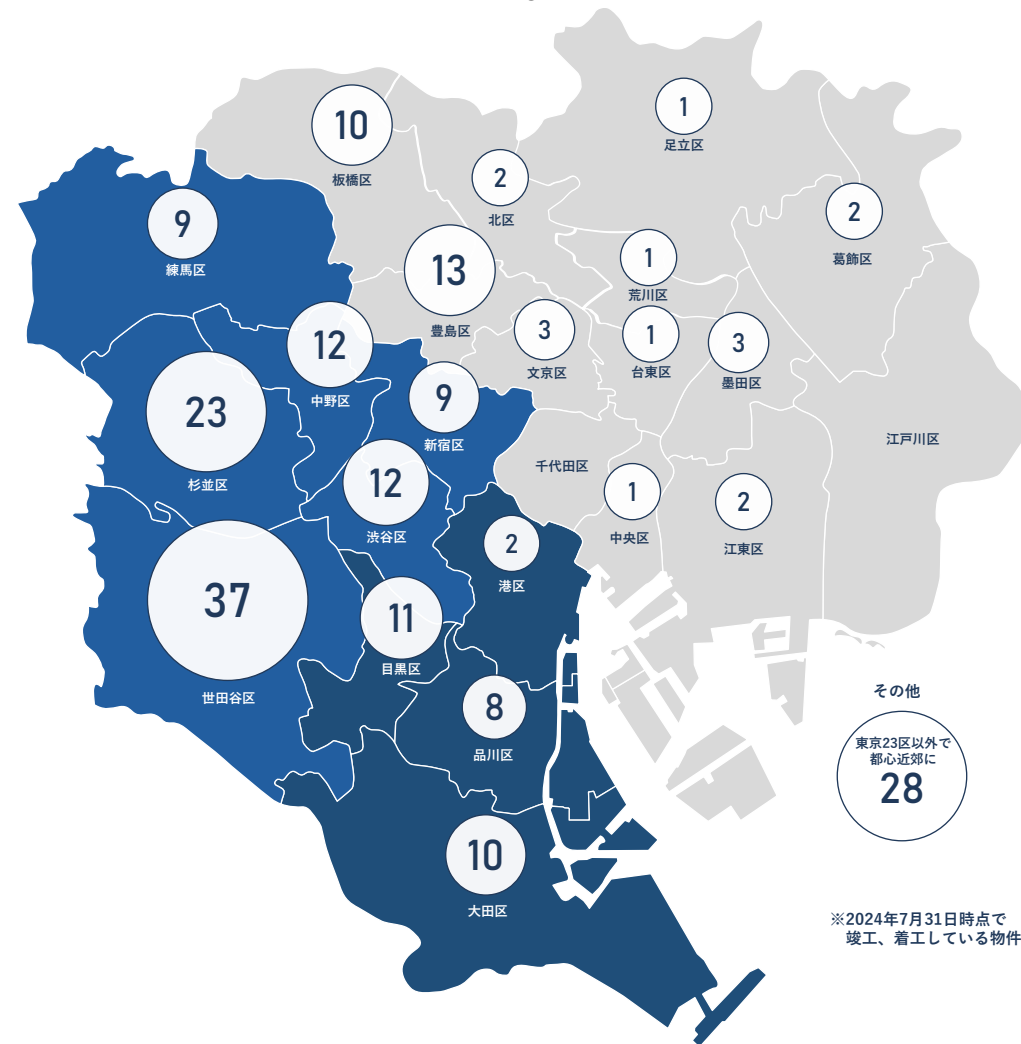 10
板橋区
1
足立区
2
北区
9
練馬区
2
葛飾区
13
豊島区
1
荒川区
12
中野区
3
文京区
1
台東区
3
墨田区
23
杉並区
9
新宿区
江戸川区
千代田区
12
渋谷区
1
中央区
2
江東区
2
港区
37
世田谷区
11
目黒区
8
品川区
10
大田区
その他
東京23区以外で
都心近郊に
28
※2024年7月31日時点で
竣工、着工している物件